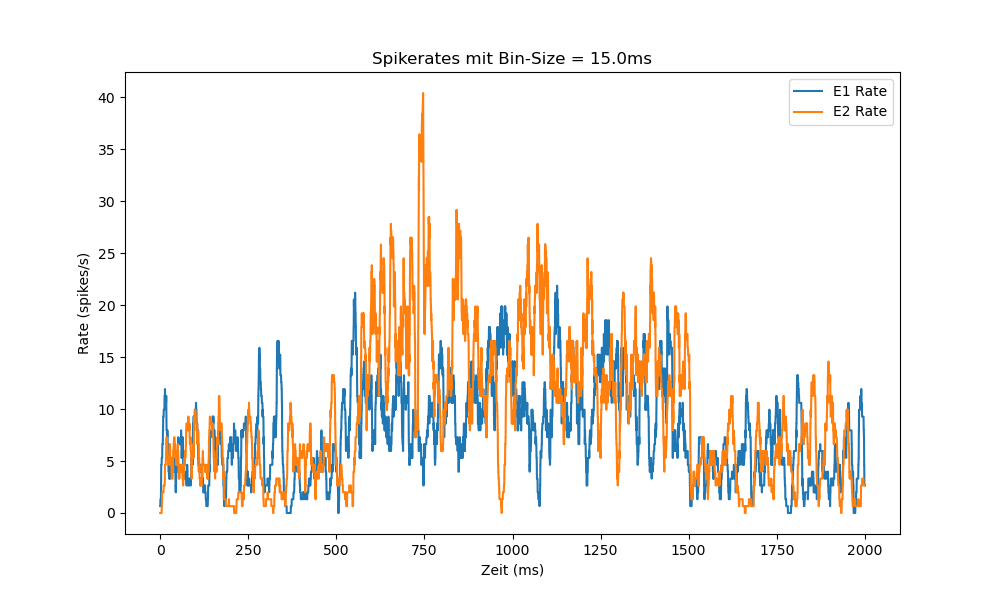 Spikerates mit Bin-Size = 15.0ms
E1 Rate
E2 Rate
40
35
30
25
20
15
10
5
0
Rate (spikes/s)
0 250 500 750 1000 1250 1500 1750 2000
Zeit (ms)